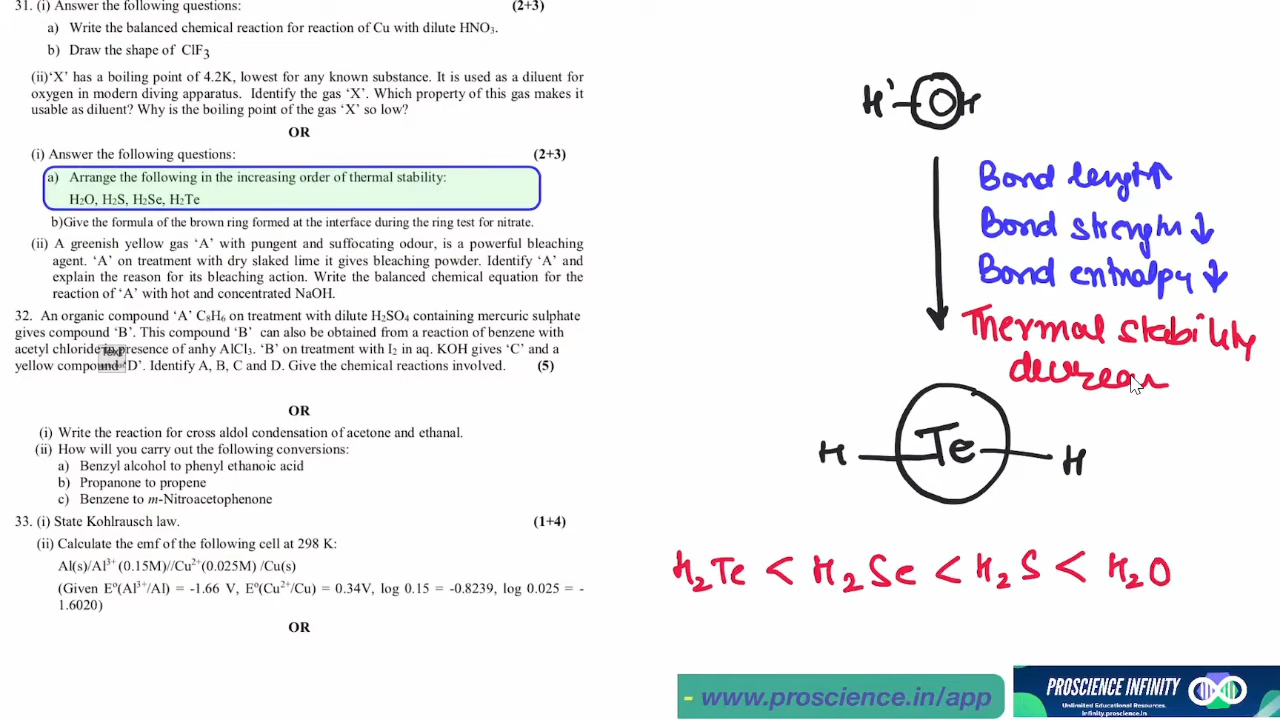 31. (i) Answer the following questions: (2+3)
a) Write the balanced chemical reaction for reaction of Cu with dilute HNO₃.
b) Draw the shape of ClF₃
(ii)‘X’ has a boiling point of 4.2K, lowest for any known substance. It is used as a diluent for
oxygen in modern diving apparatus. Identify the gas ‘X’. Which property of this gas makes it
usable as diluent? Why is the boiling point of the gas ‘X’ so low?
OR
(i) Answer the following questions: (2+3)
a) Arrange the following in the increasing order of thermal stability:
H₂O, H₂S, H₂Se, H₂Te
b)Give the formula of the brown ring formed at the interface during the ring test for nitrate.
(ii) A greenish yellow gas ‘A’ with pungent and suffocating odour, is a powerful bleaching
agent. ‘A’ on treatment with dry slaked lime it gives bleaching powder. Identify ‘A’ and
explain the reason for its bleaching action. Write the balanced chemical equation for the
reaction of ‘A’ with hot and concentrated NaOH.
32. An organic compound ‘A’ C₈H₆ on treatment with dilute H₂SO₄ containing mercuric sulphate
gives compound ‘B’. This compound ‘B’ can also be obtained from a reaction of benzene with
acetyl chloride presence of anhy AlCl₃. ‘B’ on treatment with I₂ in aq. KOH gives ‘C’ and a
yellow compound ‘D’. Identify A, B, C and D. Give the chemical reactions involved. (5)
OR
(i) Write the reaction for cross aldol condensation of acetone and ethanal.
(ii) How will you carry out the following conversions:
a) Benzyl alcohol to phenyl ethanoic acid
b) Propanone to propene
c) Benzene to m-Nitroacetophenone
33. (i) State Kohlrausch law. (1+4)
(ii) Calculate the emf of the following cell at 298 K:
Al(s)/Al³⁺ (0.15M)//Cu²⁺(0.025M) /Cu(s)
(Given Eº(Al³⁺/Al) = -1.66 V, Eº(Cu²⁺/Cu) = 0.34V, log 0.15 = -0.8239, log 0.025 = -
1.6020)
OR
H O H
Bond length ↑
Bond strength ↓
Bond enthalpy ↓
Thermal stability
H Te H
H₂Te < H₂Se < H₂S < H₂O
- www.proscience.in/app
PROSCIENCE INFINITY
Unlimited Educational Resources.
infinity.proscience.in